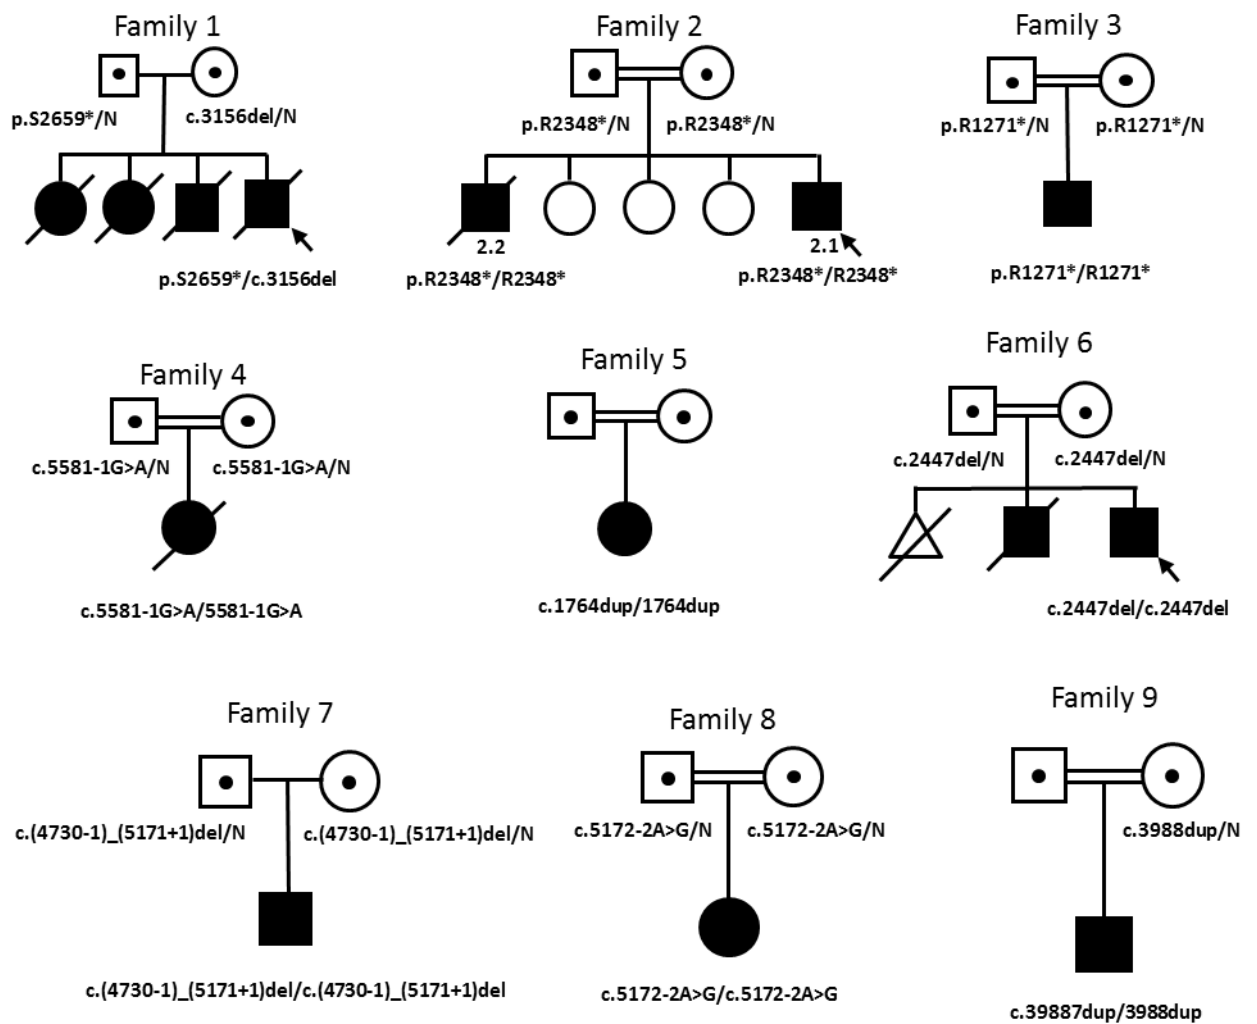 Family 1
Family 2
Family 3
p.S2659*/N
c.3156del/N
p.R2348*/N
p.R2348*/N
p.R1271*/N
p.R1271*/N
2.2
2.1
p.S2659*/c.3156del
p.R2348*/R2348*
p.R2348*/R2348*
p.R1271*/R1271*
Family 4
Family 5
Family 6
c.5581-1G>A/N
c.5581-1G>A/N
c.2447del/N
c.2447del/N
c.5581-1G>A/5581-1G>A
c.1764dup/1764dup
c.2447del/c.2447del
Family 7
Family 8
Family 9
c.(4730-1)_(5171+1)del/N
c.(4730-1)_(5171+1)del/N
c.5172-2A>G/N
c.5172-2A>G/N
c.3988dup/N
c.(4730-1)_(5171+1)del/c.(4730-1)_(5171+1)del
c.5172-2A>G/c.5172-2A>G
c.39887dup/3988dup